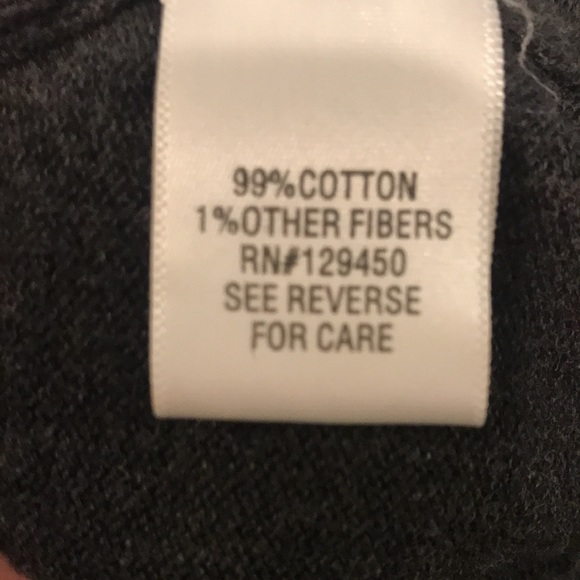 99%COTTON
1%OTHER FIBERS
RN#129450
SEE REVERSE
FOR CARE